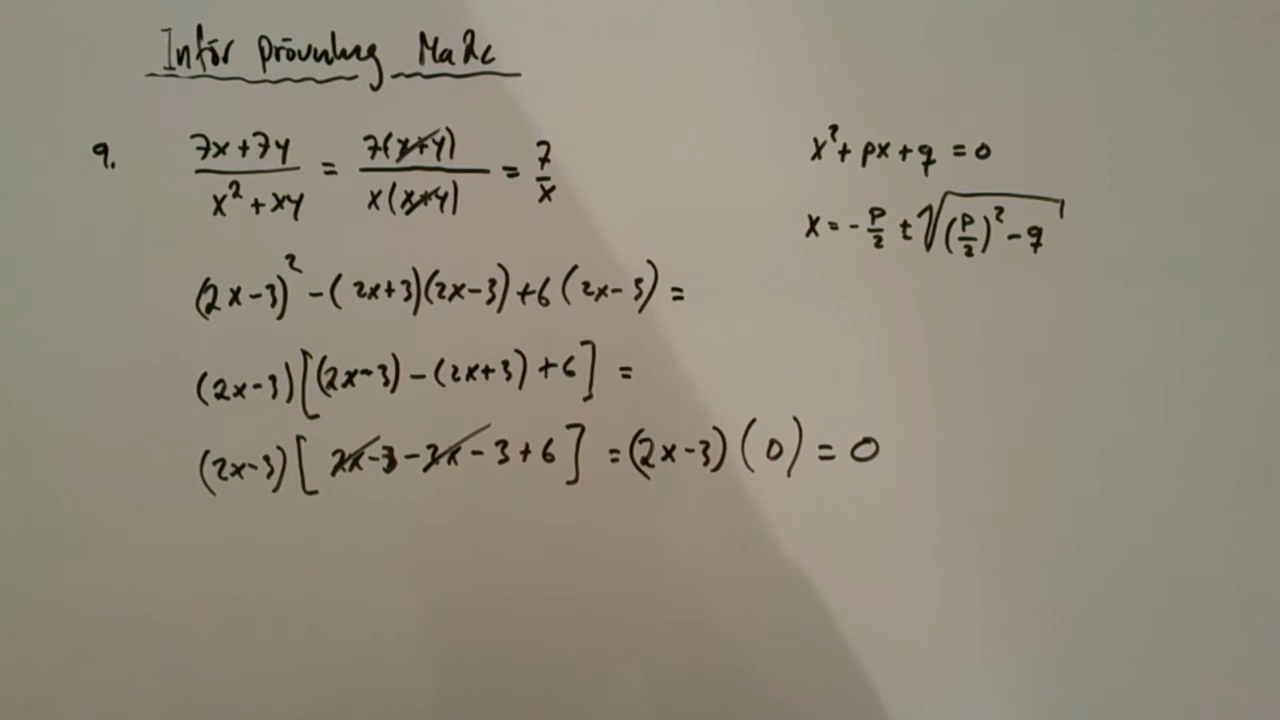 Inför prövning Ma2c
9. (7x+7y)/(x²+xy) = 7(x+y)/x(x+y) = 7/x
x²+px+q=0
x=-p/2 ± √((p/2)²-q)
(2x-3)²-(2x+3)(2x-3)+6(2x-3)=
(2x-3)[(2x-3)-(2x+3)+6]=
(2x-3)[2x-3-2x-3+6]=(2x-3)(0)=0